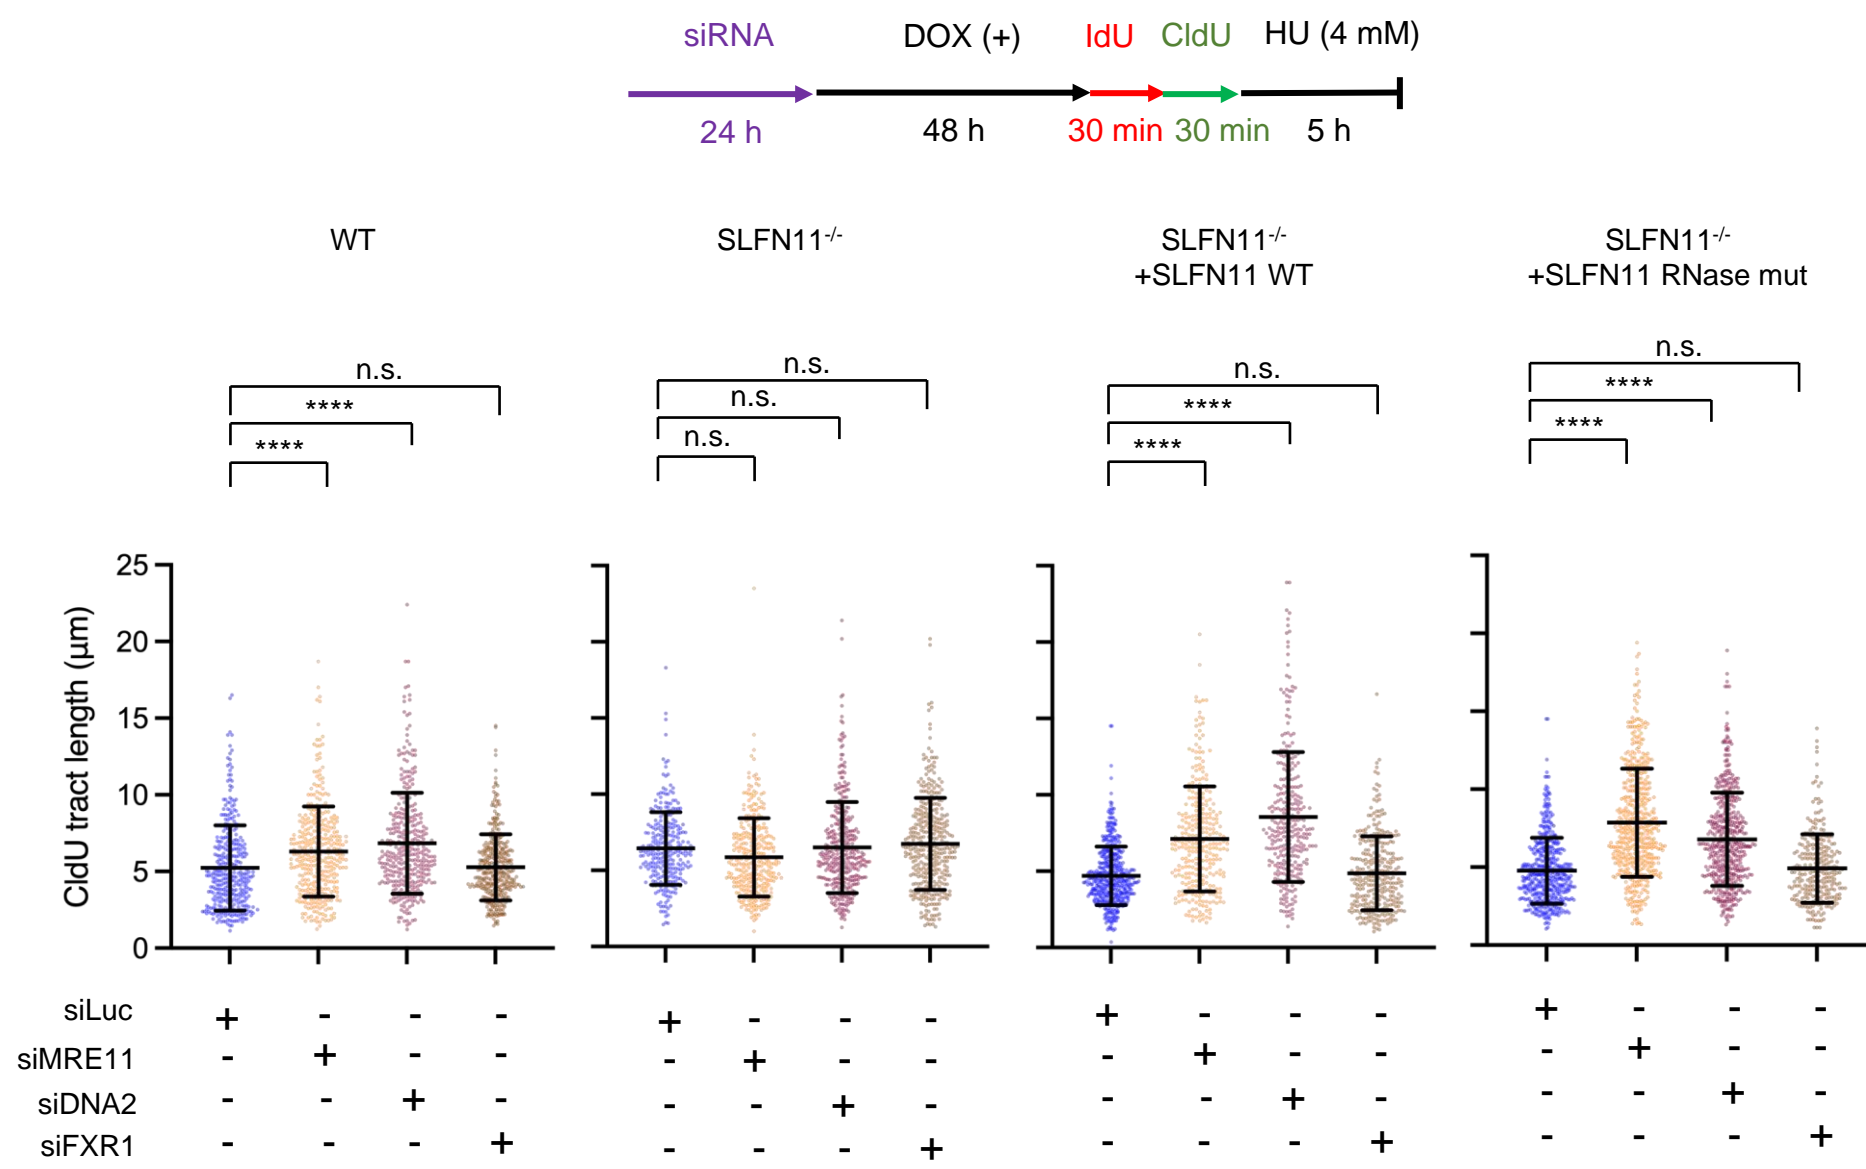 siRNA DOX (+) IdU CldU HU (4 mM)
24 h 48 h 30 min 30 min 5 h
WT SLFN11-/- SLFN11-/- SLFN11-/-
+SLFN11 WT +SLFN11 RNase mut
n.s. n.s. n.s. n.s.
**** n.s. **** ****
**** n.s. **** ****
CldU tract length (μm)
25
20
15
10
5
0
siLuc + - - - + - - - + - - - + - - -
siMRE11 - + - - - + - - - + - - - + - -
siDNA2 - - + - - - + - - - + - - - + -
siFXR1 - - - + - - - + - - - + - - - +